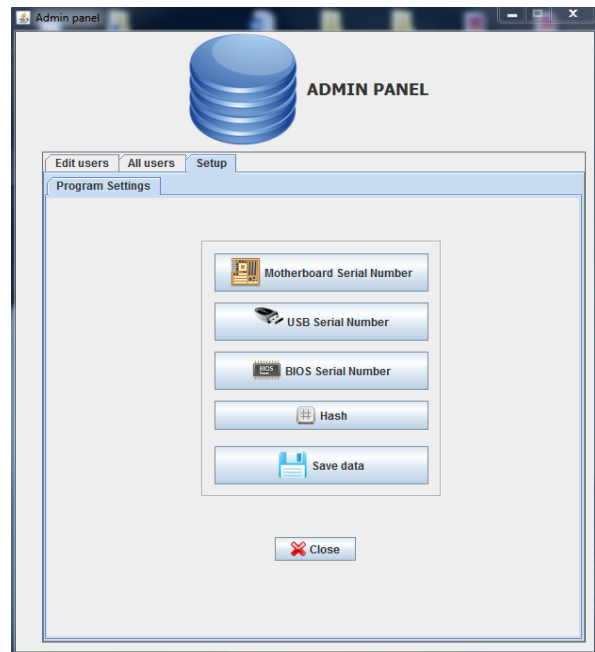 Admin panel
ADMIN PANEL
Edit users All users Setup
Program Settings
Motherboard Serial Number
USB Serial Number
BIOS
BIOS Serial Number
# Hash
Save data
Close